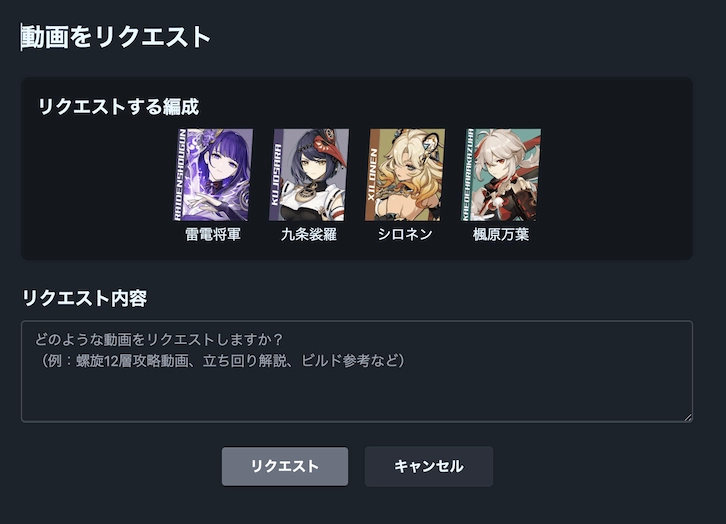 動画をリクエスト
リクエストする編成
RAIDENSHOUGUN
KUJOSARA
XILONEN
KAEDEHARAKAZUHA
雷電将軍
九条裟羅
シロネン
楓原万葉
リクエスト内容
どのような動画をリクエストしますか？
（例：螺旋12層攻略動画、立ち回り解説、ビルド参考など）
リクエスト
キャンセル